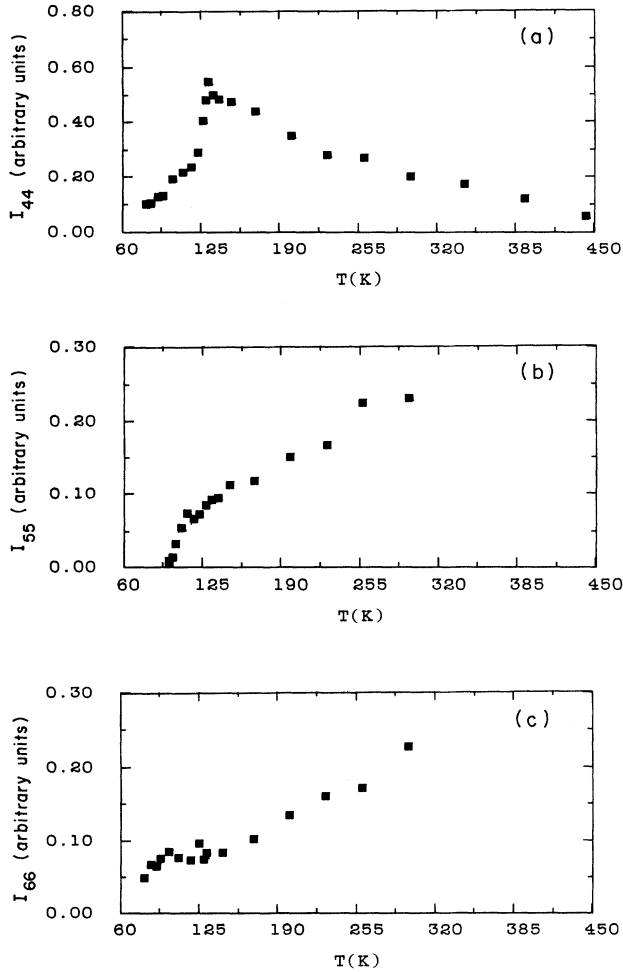 (a)
I44 (arbitrary units)
0.80
0.60
0.40
0.20
0.00
60 125 190 255 320 385 450
T(K)
(b)
I55 (arbitrary units)
0.30
0.20
0.10
0.00
60 125 190 255 320 385 450
T(K)
(c)
I66 (arbitrary units)
0.30
0.20
0.10
0.00
60 125 190 255 320 385 450
T(K)